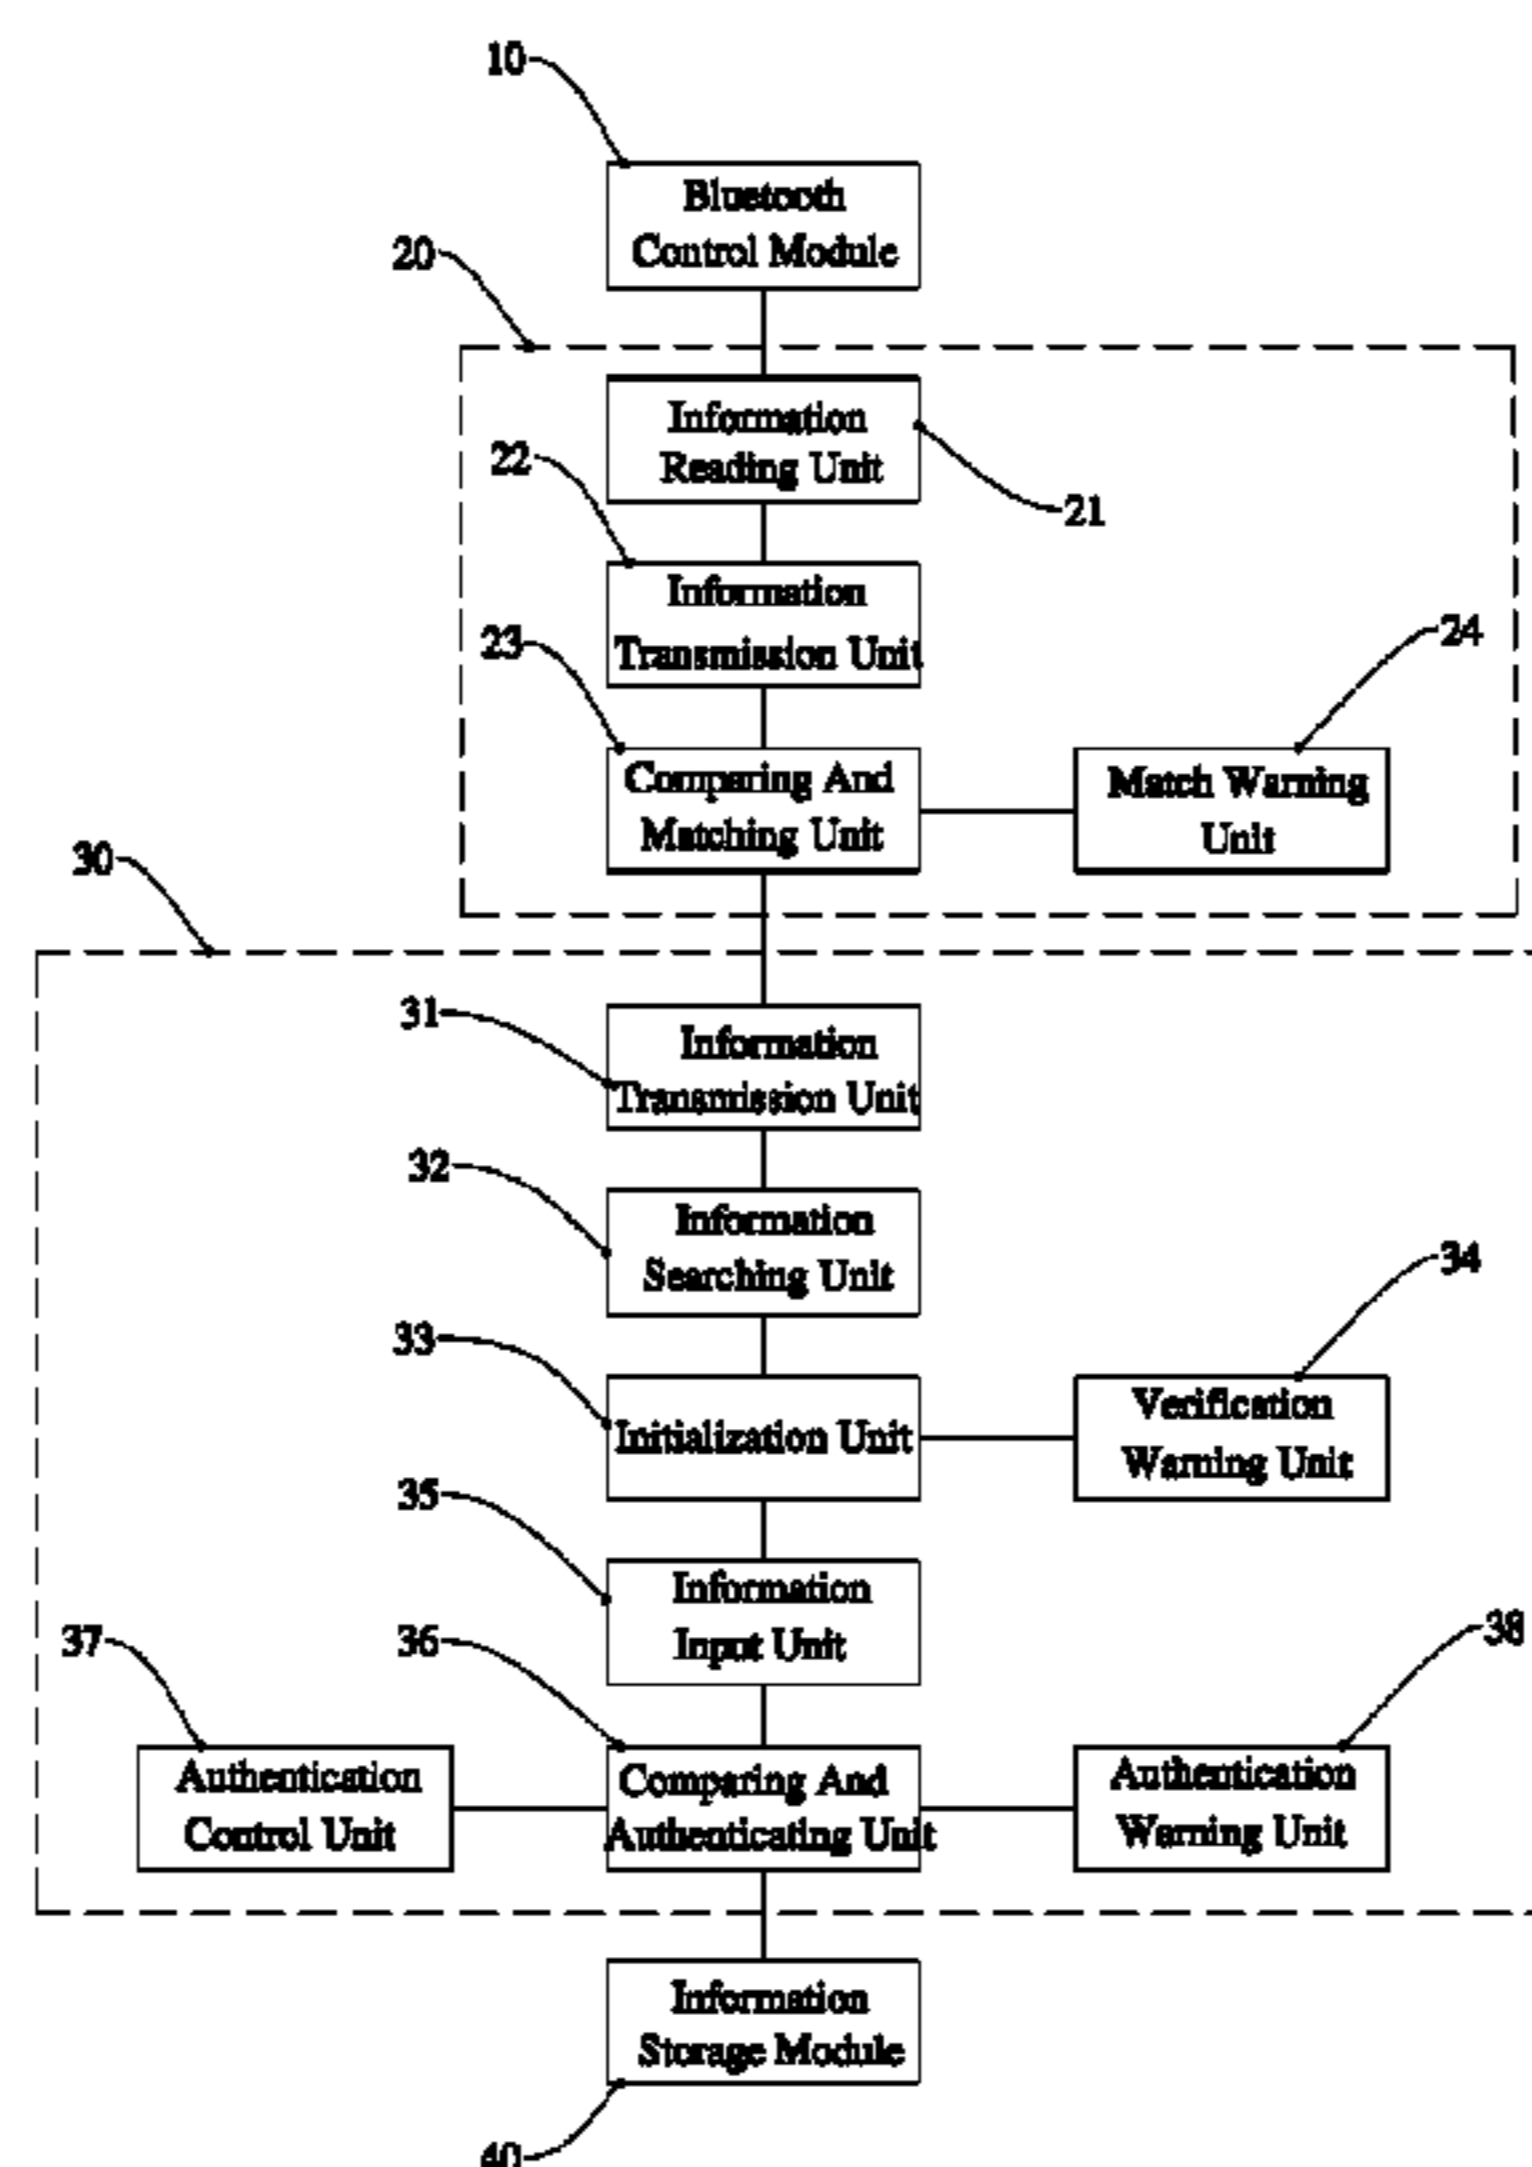 10
Bluetooth
Control Module
20
Information
Reading Unit
21
22
Information
Transmission Unit
23
Comparing And
Matching Unit
24
Match Warning
Unit
30
31
Information
Transmission Unit
32
Information
Searching Unit
33
Initialization Unit
34
Verification
Warning Unit
35
Information
Input Unit
37
Authentication
Control Unit
36
Comparing And
Authenticating Unit
38
Authentication
Warning Unit
Information
Storage Module
40